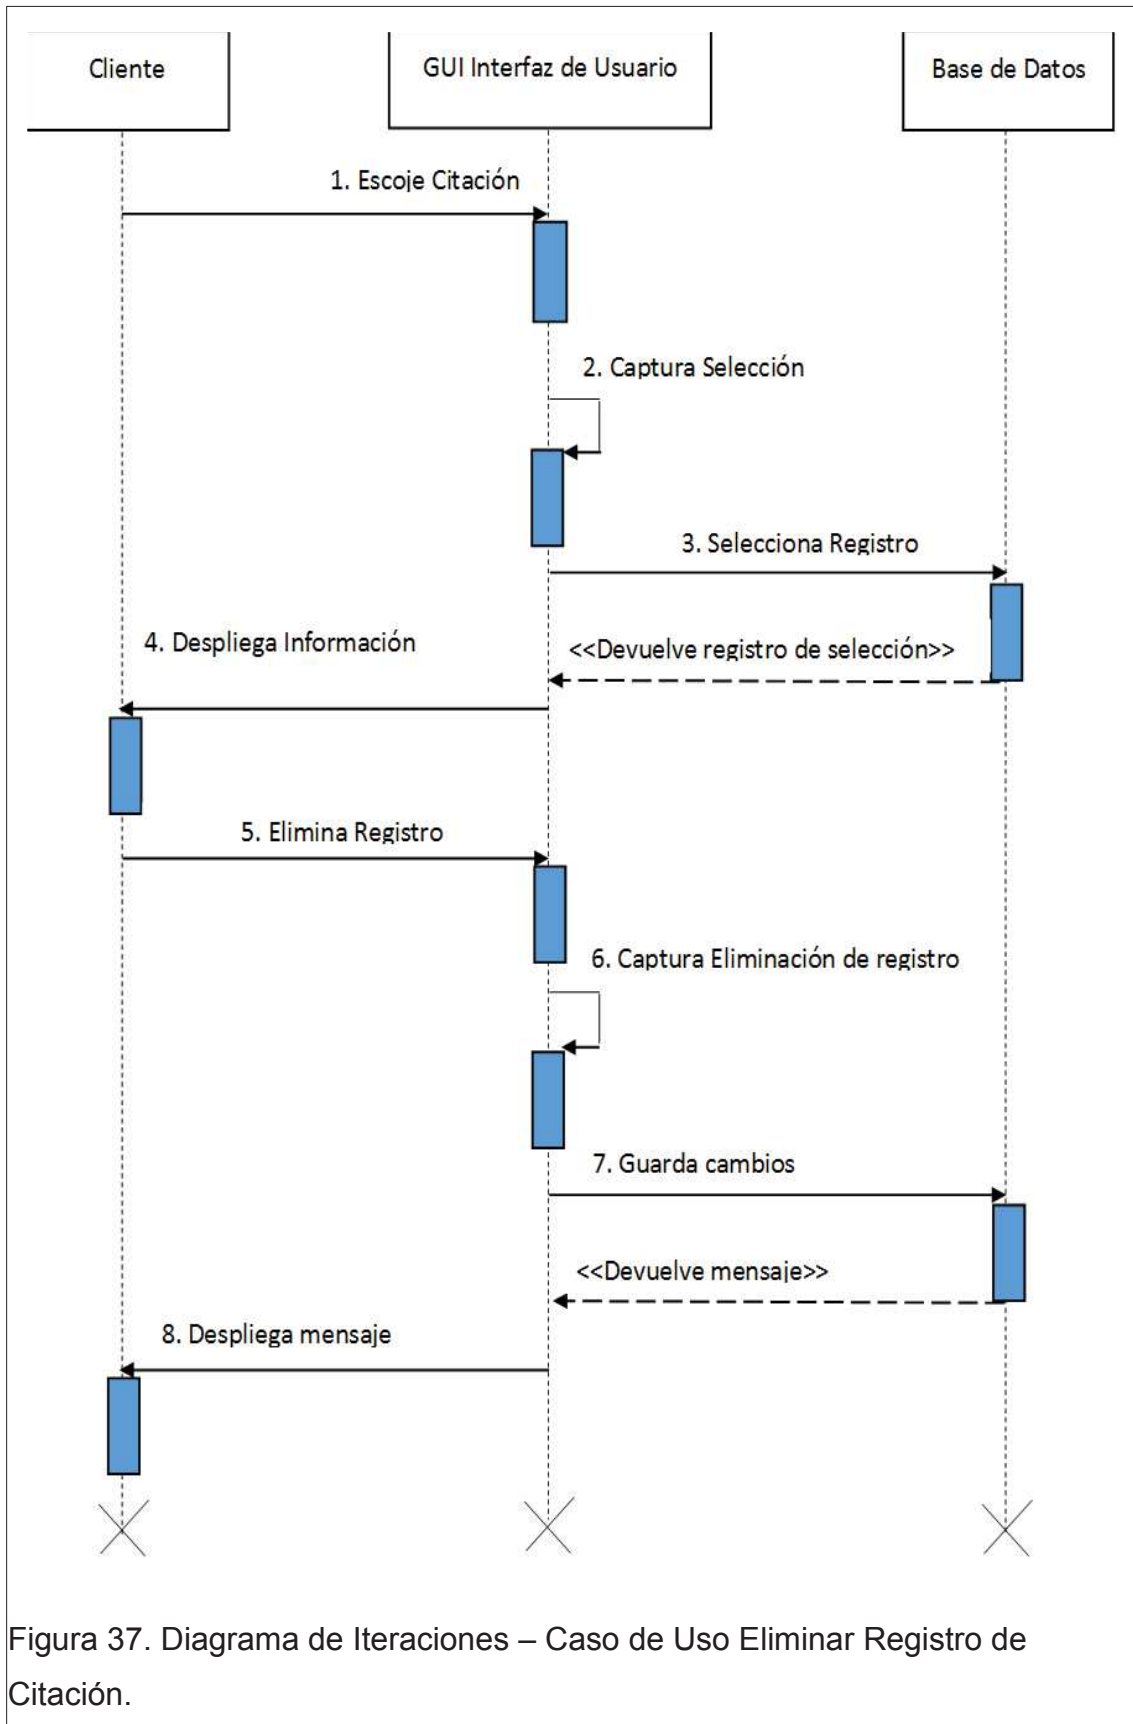 Cliente
GUI Interfaz de Usuario
Base de Datos
1. Escoje Citación
2. Captura Selección
3. Selecciona Registro
4. Despliega Información
<<Devuelve registro de selección>>
5. Elimina Registro
6. Captura Eliminación de registro
7. Guarda cambios
<<Devuelve mensaje>>
8. Despliega mensaje
Figura 37. Diagrama de Iteraciones – Caso de Uso Eliminar Registro de
Citación.